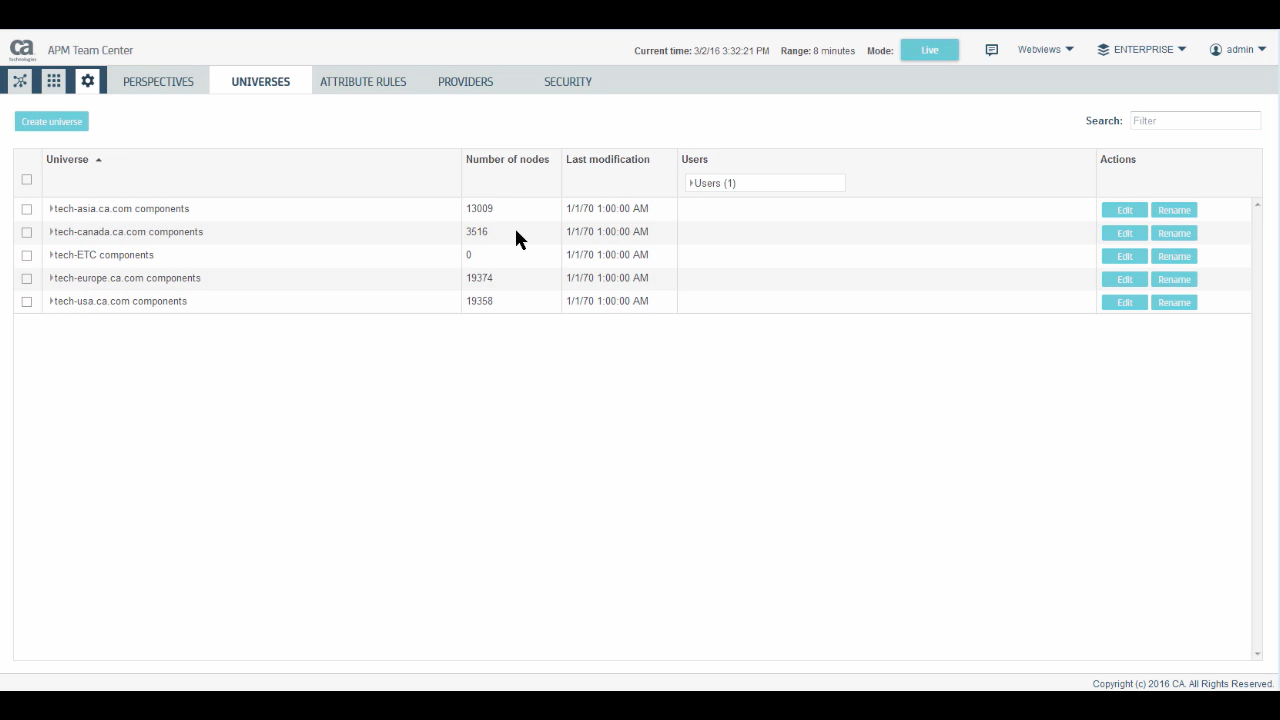 ca technologies
APM Team Center
Current time: 3/2/16 3:32:21 PM Range: 8 minutes Mode: Live
Webviews ENTERPRISE admin
PERSPECTIVES UNIVERSES ATTRIBUTE RULES PROVIDERS SECURITY
Create universe
Search: Filter
Universe Number of nodes Last modification Users Actions
Users (1)
tech-asia.ca.com components 13009 1/1/70 1:00:00 AM Edit Rename
tech-canada.ca.com components 3516 1/1/70 1:00:00 AM Edit Rename
tech-ETC components 0 1/1/70 1:00:00 AM Edit Rename
tech-europe.ca.com components 19374 1/1/70 1:00:00 AM Edit Rename
tech-usa.ca.com components 19358 1/1/70 1:00:00 AM Edit Rename
Copyright (c) 2016 CA. All Rights Reserved.